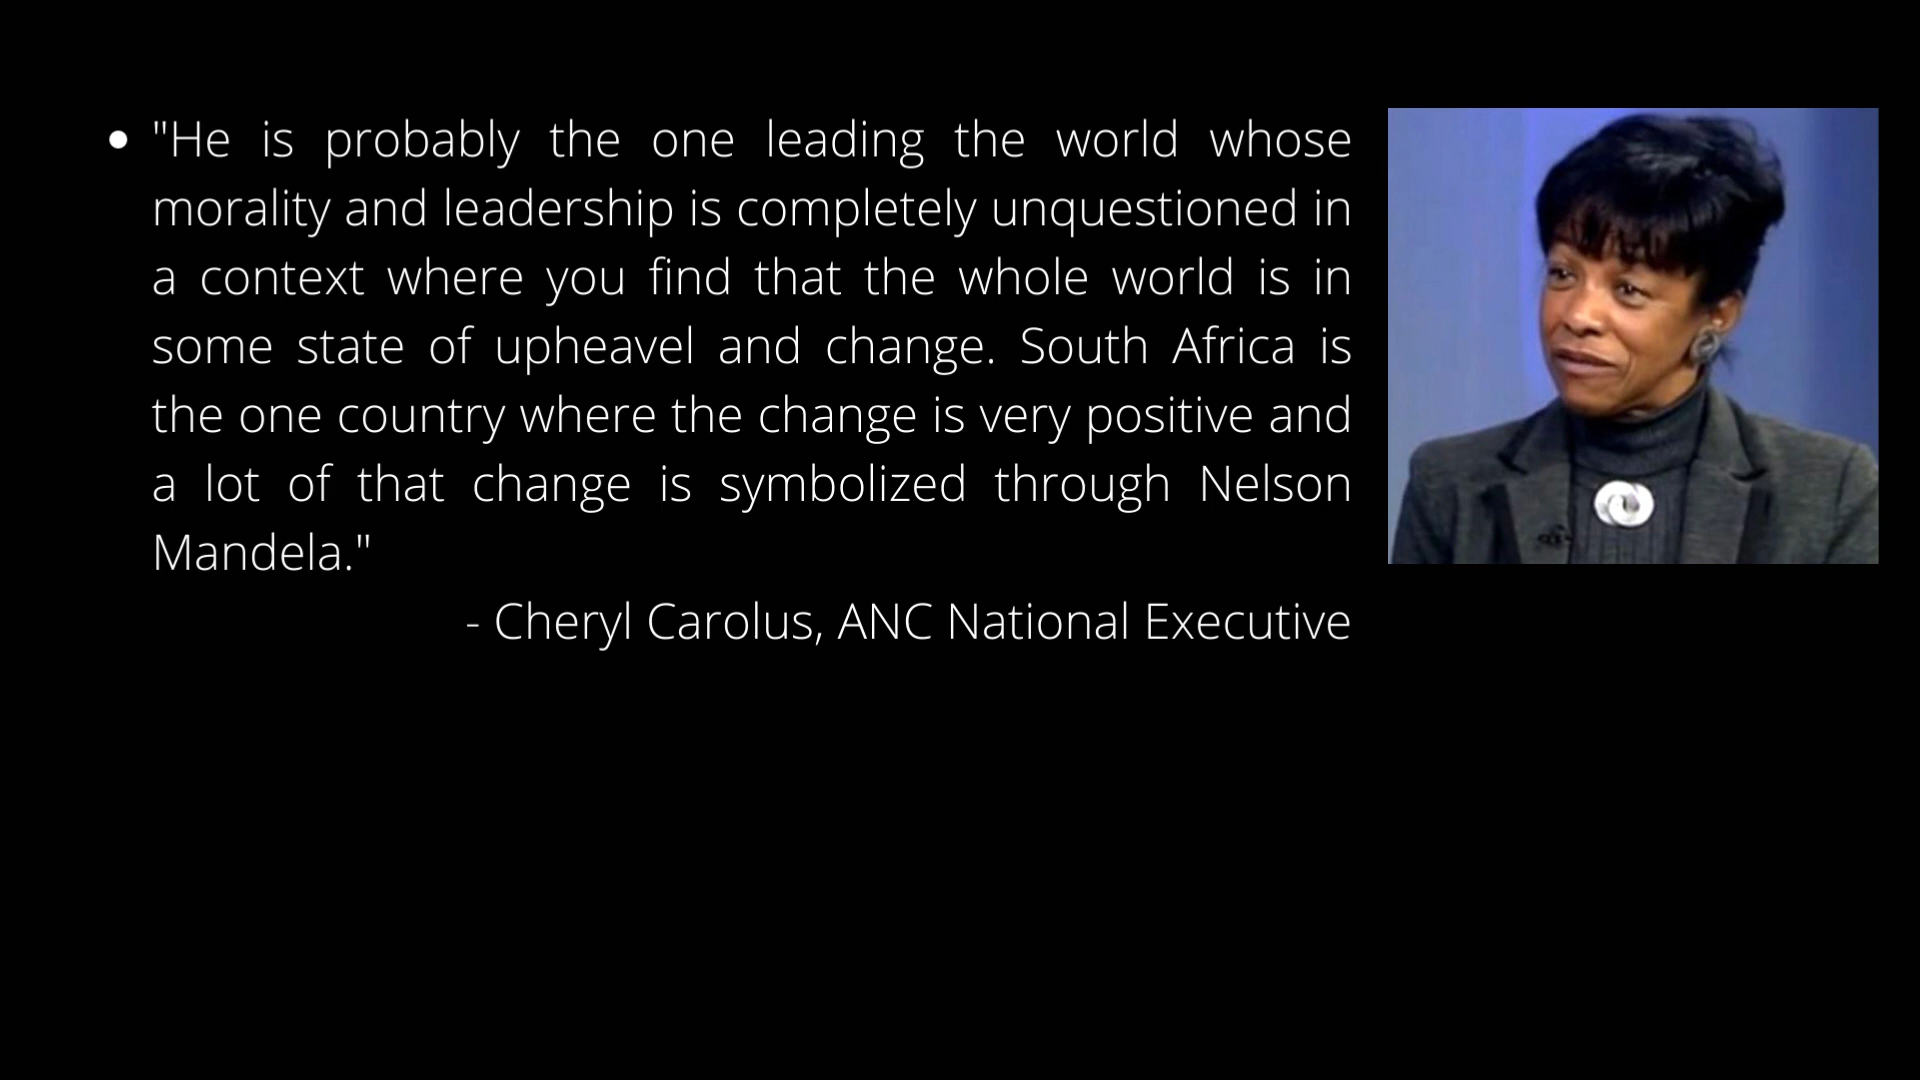 • "He is probably the one leading the world whose
morality and leadership is completely unquestioned in
a context where you find that the whole world is in
some state of upheavel and change. South Africa is
the one country where the change is very positive and
a lot of that change is symbolized through Nelson
Mandela."
- Cheryl Carolus, ANC National Executive